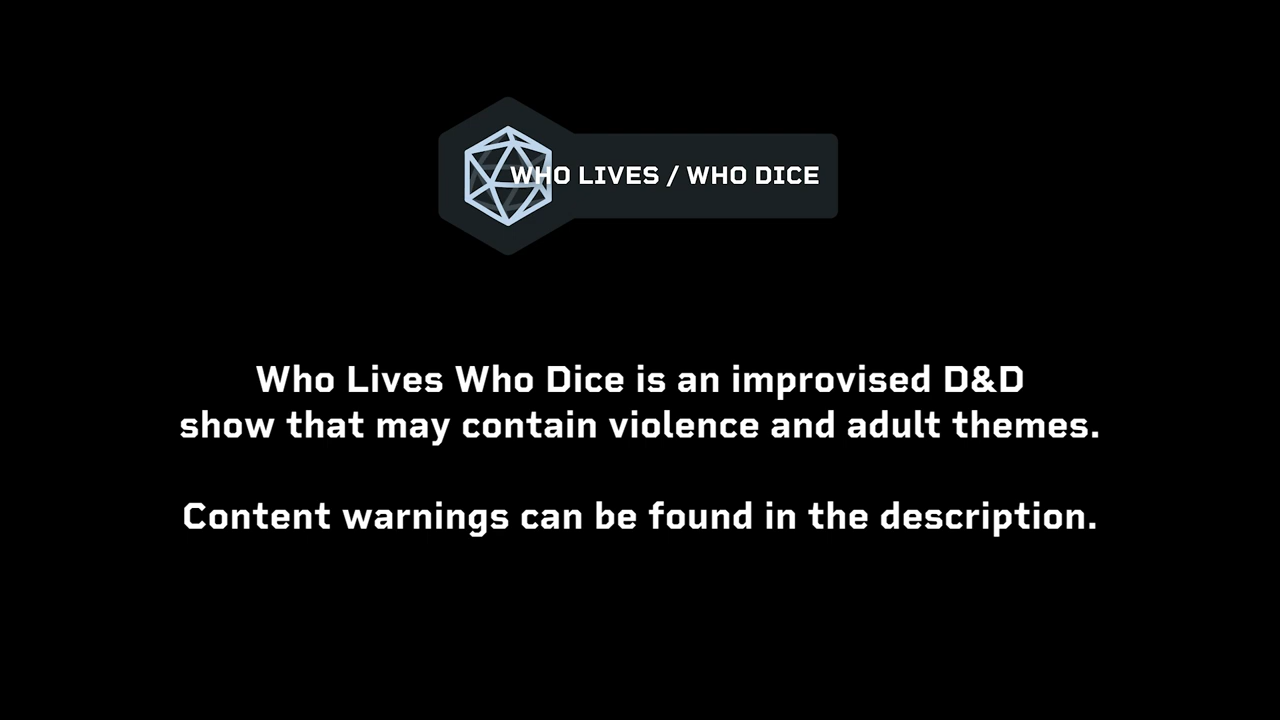 WHO LIVES / WHO DICE
Who Lives Who Dice is an improvised D&D
show that may contain violence and adult themes.
Content warnings can be found in the description.